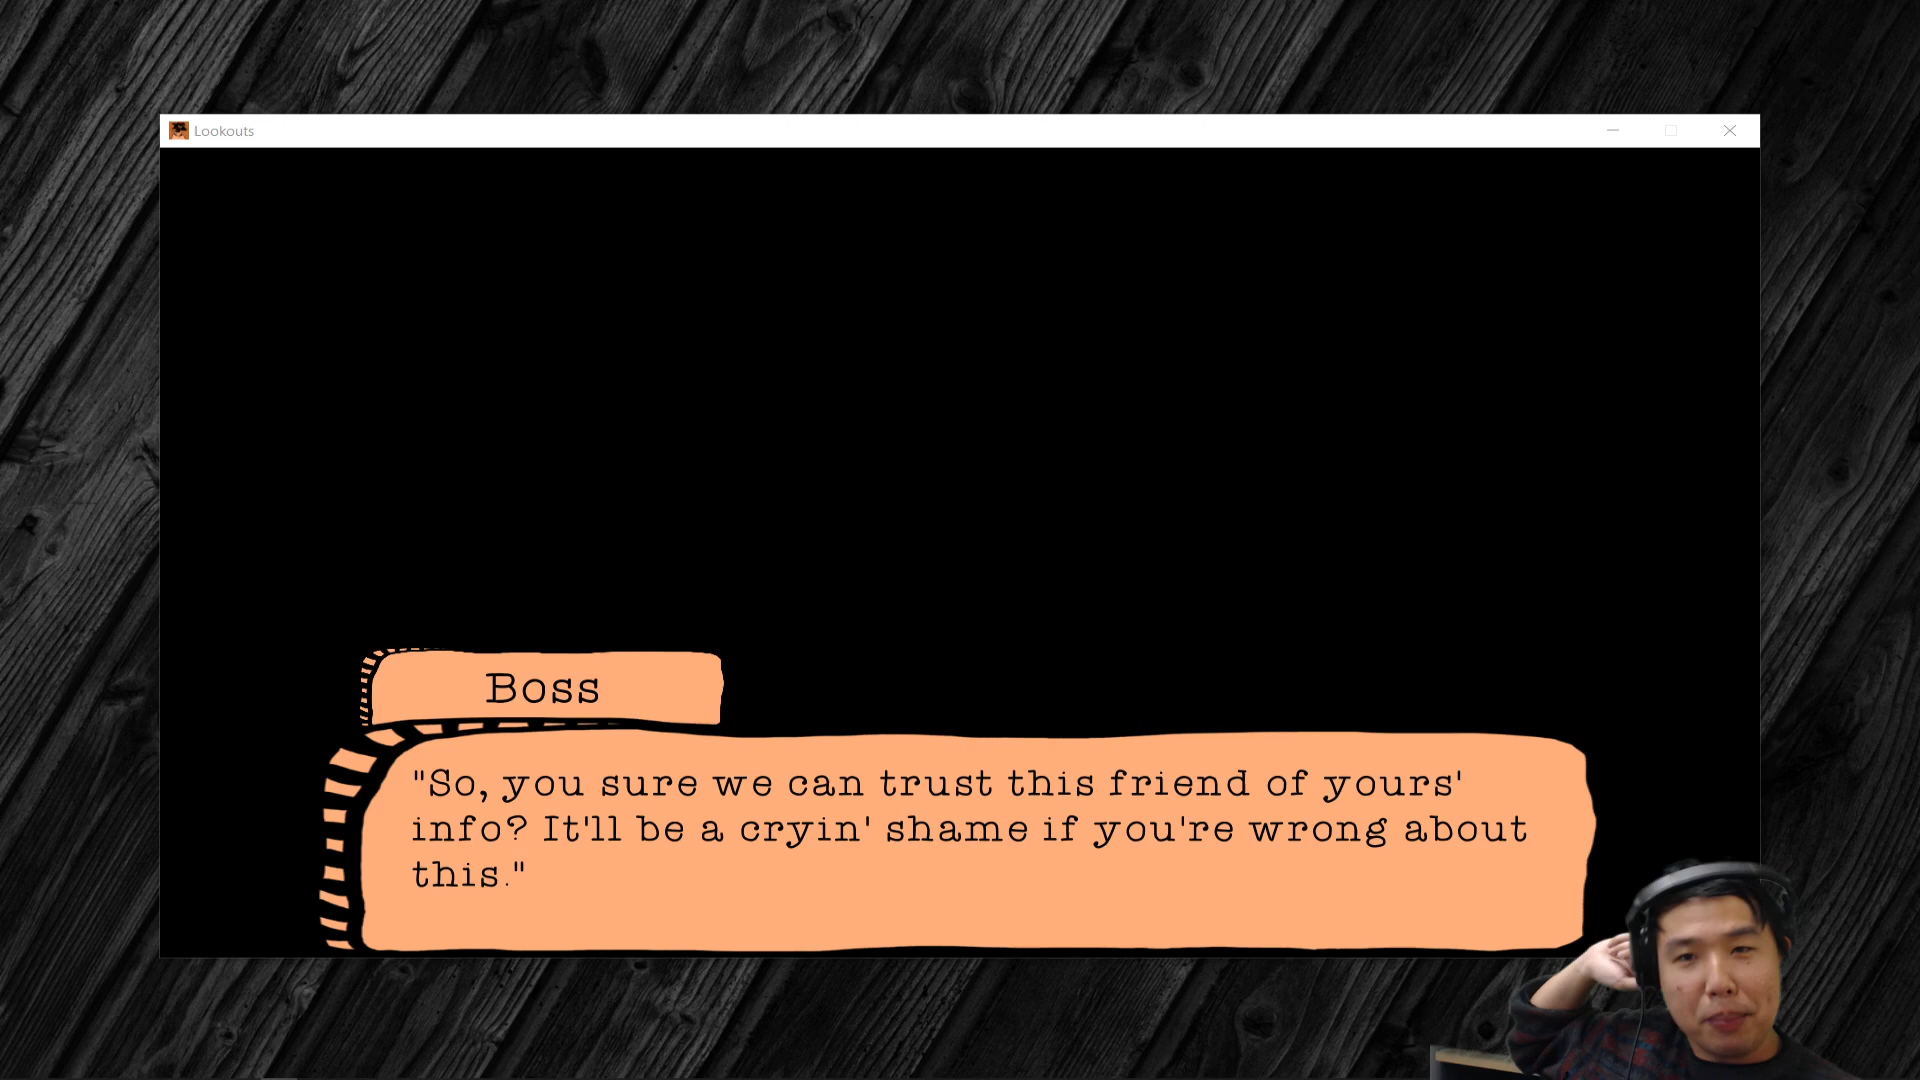 Lookouts
Boss
"So, you sure we can trust this friend of yours'
info? It'll be a cryin' shame if you're wrong about
this."